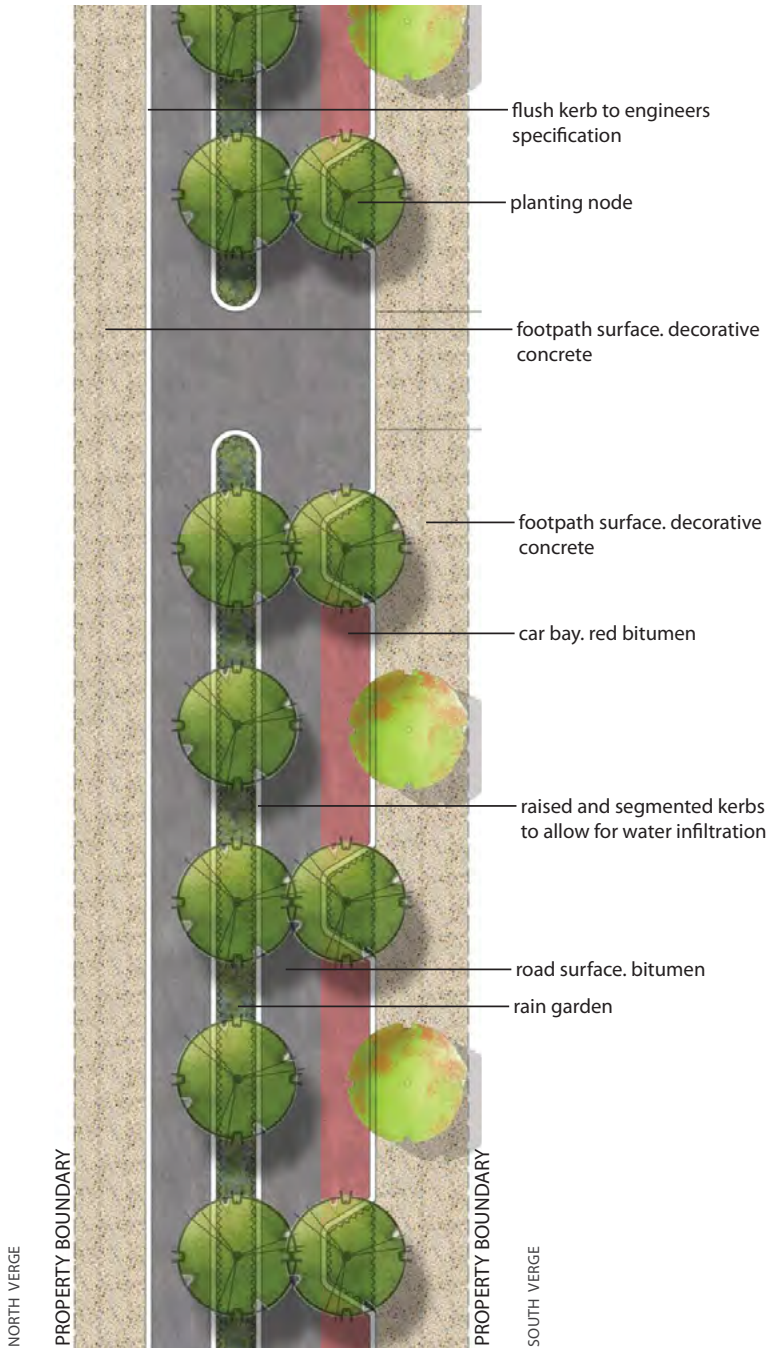 flush kerb to engineers
specification
planting node
footpath surface. decorative
concrete
footpath surface. decorative
concrete
car bay. red bitumen
raised and segmented kerbs
to allow for water infiltration
road surface. bitumen
rain garden
NORTH VERGE
PROPERTY BOUNDARY
PROPERTY BOUNDARY
SOUTH VERGE